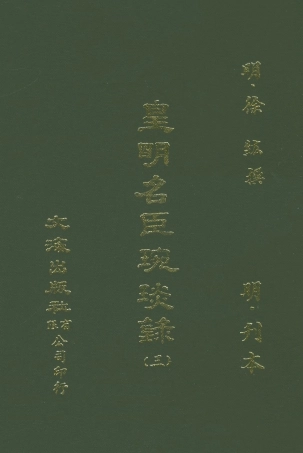 明·徐紘撰
明·刊本
皇明名臣琬琰錄
(三)
文海出版社有限公司印行